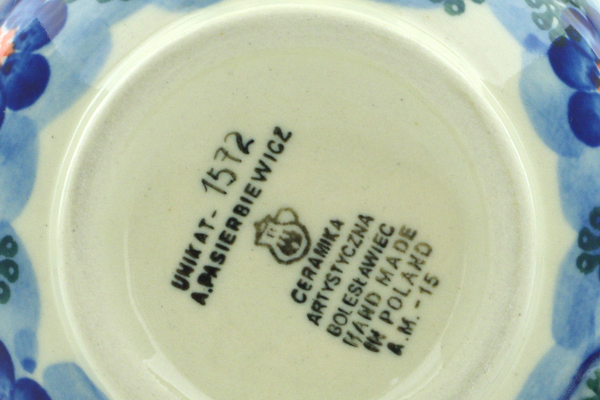 UNIKAT- 1572
A.PASIERBIEWICZ
CERAMIKA
ARTYSTYCZNA
BOLESŁAWIEC
HAND MADE
IN POLAND
A.M.-15